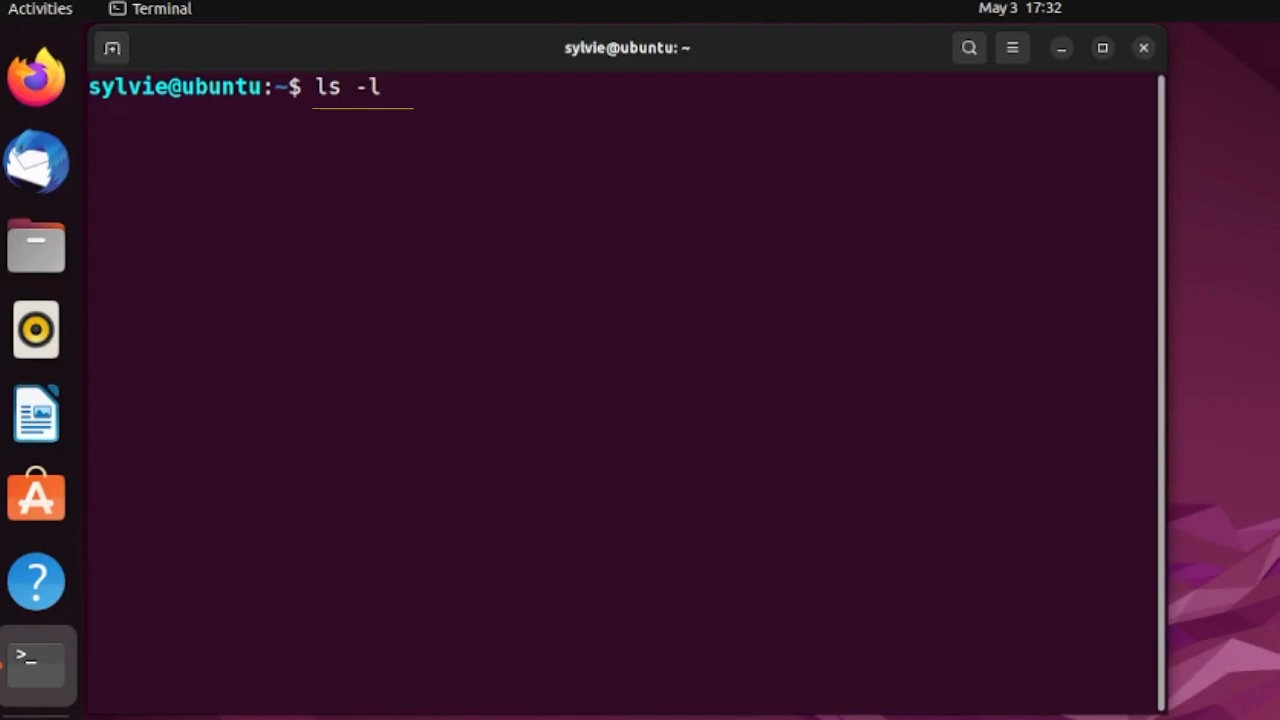 Activities Terminal May 3 17:32
sylvie@ubuntu: ~
sylvie@ubuntu:~$ ls -l
?
>_